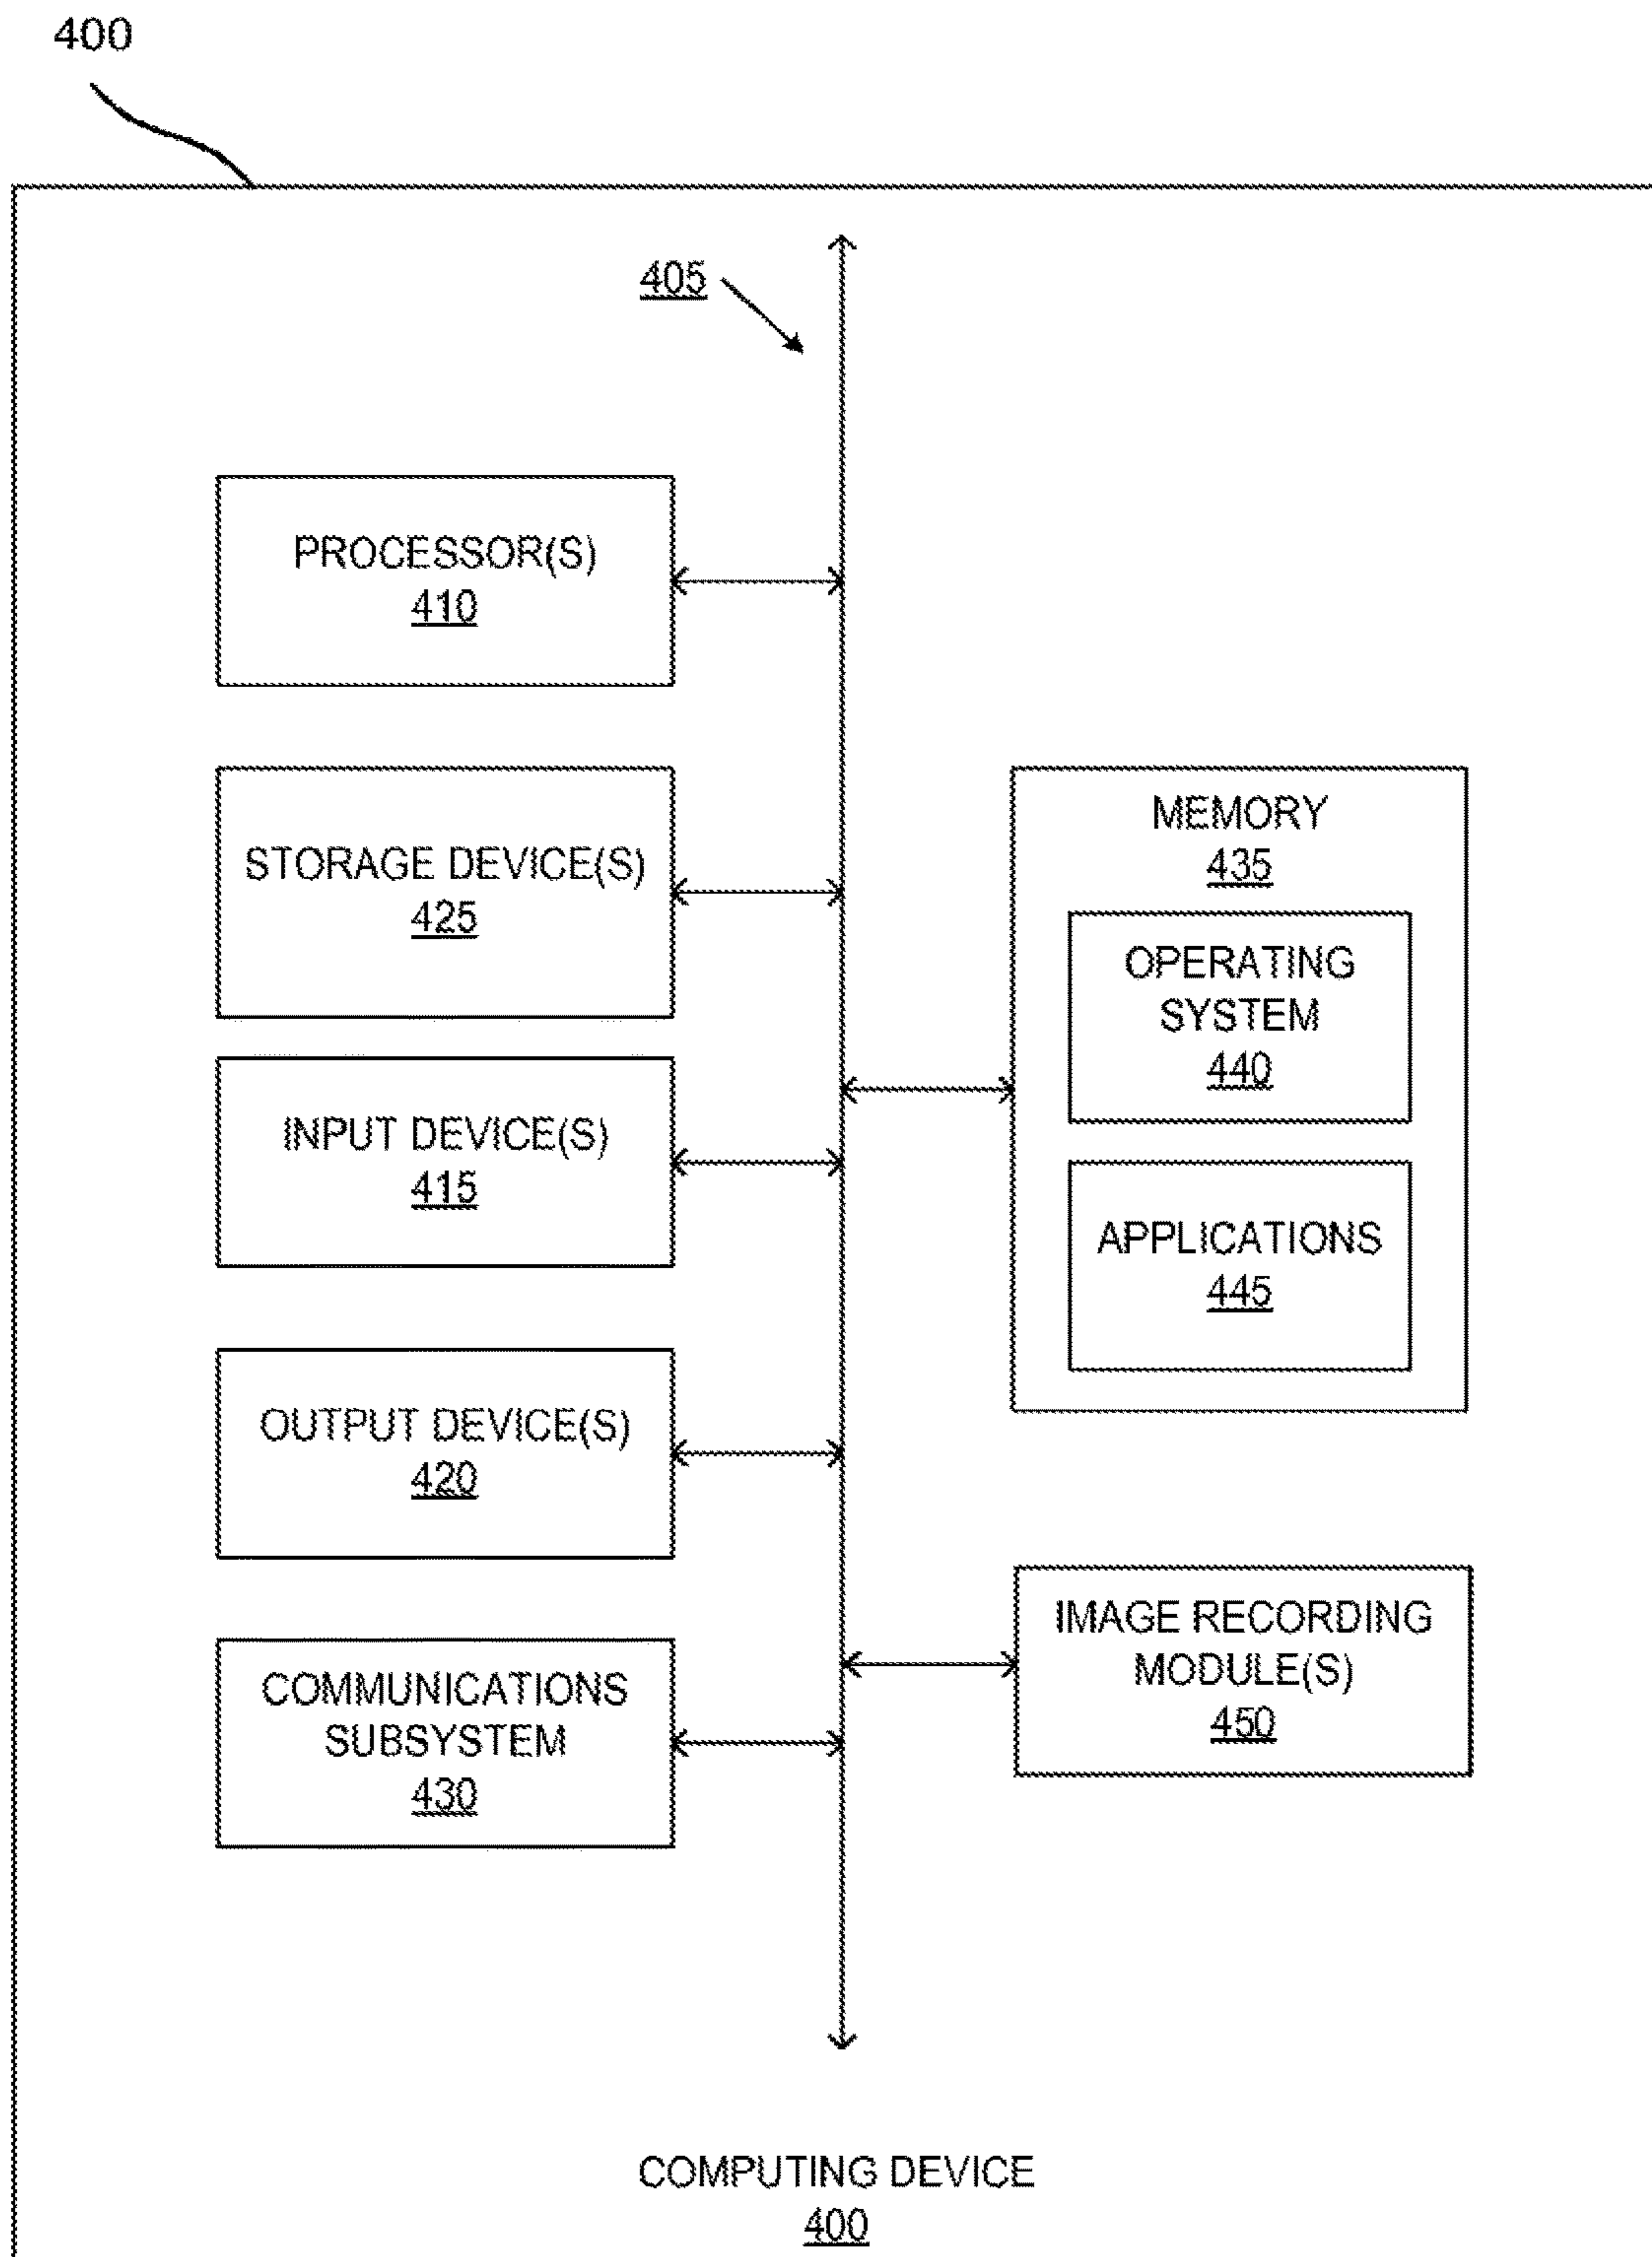 400
405
PROCESSOR(S)
410
STORAGE DEVICE(S)
425
INPUT DEVICE(S)
415
OUTPUT DEVICE(S)
420
COMMUNICATIONS
SUBSYSTEM
430
MEMORY
435
OPERATING
SYSTEM
440
APPLICATIONS
445
IMAGE RECORDING
MODULE(S)
450
COMPUTING DEVICE
400